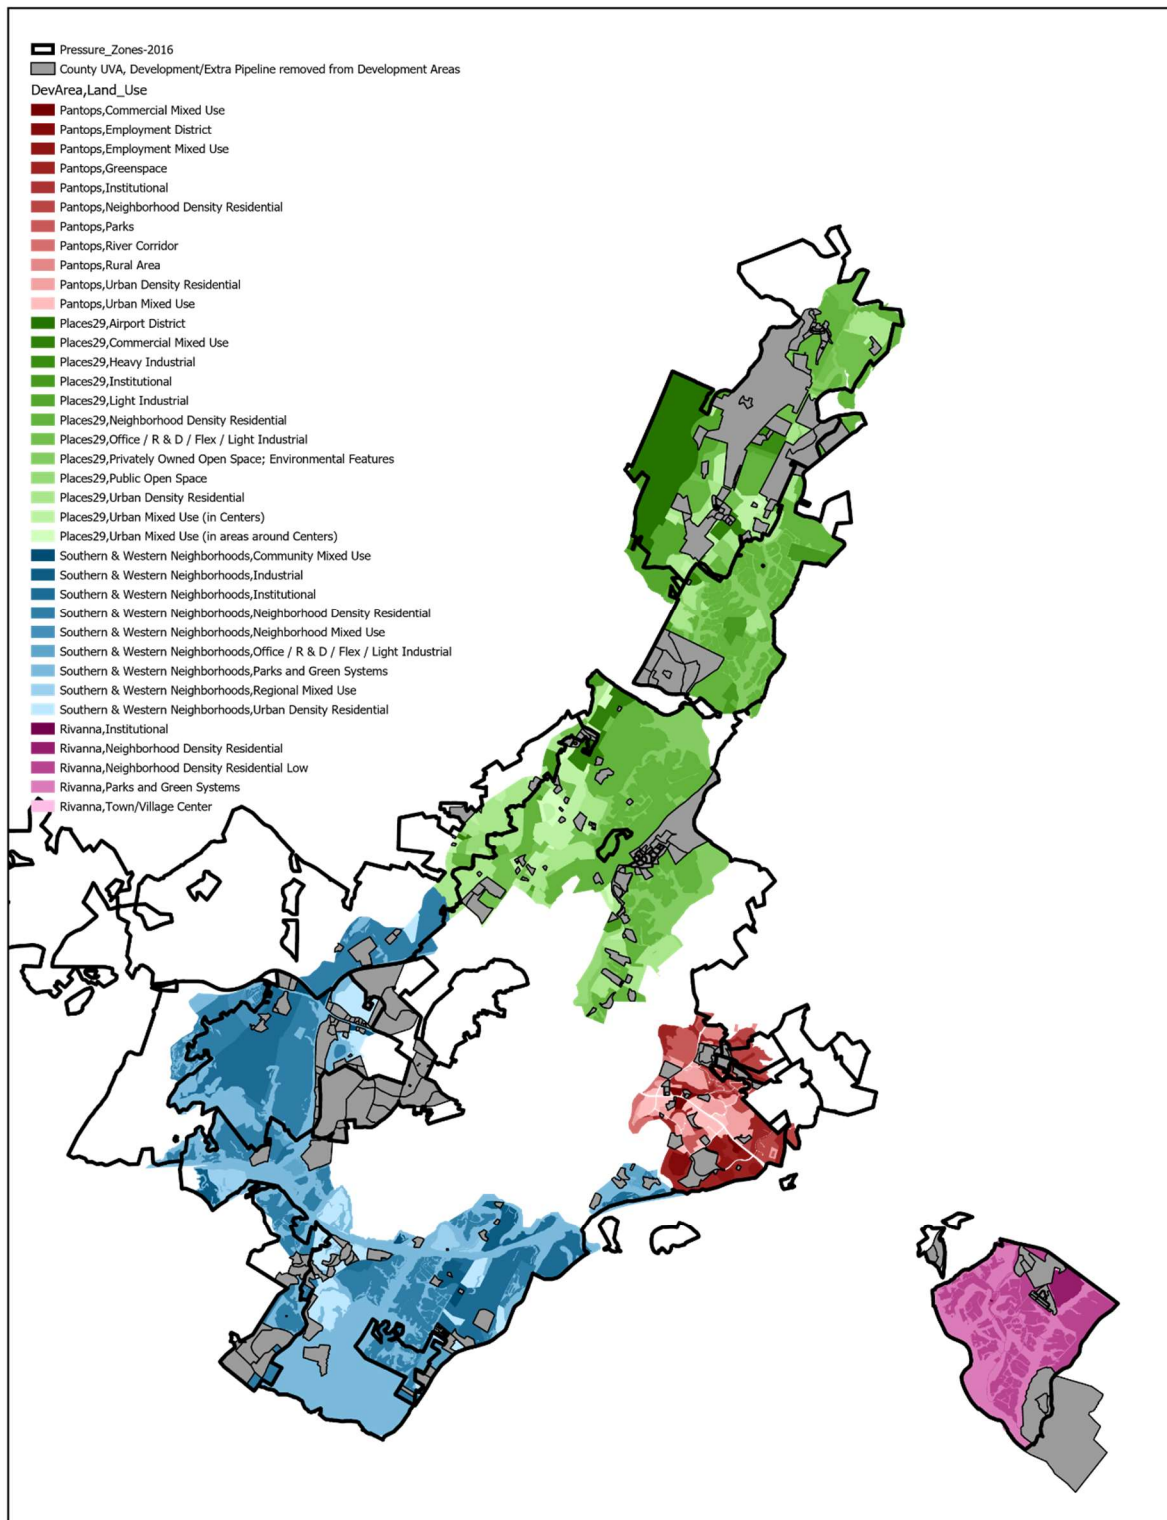 Pressure_Zones-2016
County UVA, Development/Extra Pipeline removed from Development Areas
DevArea,Land_Use
Pantops,Commercial Mixed Use
Pantops,Employment District
Pantops,Employment Mixed Use
Pantops,Greenspace
Pantops,Institutional
Pantops,Neighborhood Density Residential
Pantops,Parks
Pantops,River Corridor
Pantops,Rural Area
Pantops,Urban Density Residential
Pantops,Urban Mixed Use
Places29,Airport District
Places29,Commercial Mixed Use
Places29,Heavy Industrial
Places29,Institutional
Places29,Light Industrial
Places29,Neighborhood Density Residential
Places29,Office / R & D / Flex / Light Industrial
Places29,Privately Owned Open Space; Environmental Features
Places29,Public Open Space
Places29,Urban Density Residential
Places29,Urban Mixed Use (in Centers)
Places29,Urban Mixed Use (in areas around Centers)
Southern & Western Neighborhoods,Community Mixed Use
Southern & Western Neighborhoods,Industrial
Southern & Western Neighborhoods,Institutional
Southern & Western Neighborhoods,Neighborhood Density Residential
Southern & Western Neighborhoods,Neighborhood Mixed Use
Southern & Western Neighborhoods,Office / R & D / Flex / Light Industrial
Southern & Western Neighborhoods,Parks and Green Systems
Southern & Western Neighborhoods,Regional Mixed Use
Southern & Western Neighborhoods,Urban Density Residential
Rivanna,Institutional
Rivanna,Neighborhood Density Residential
Rivanna,Neighborhood Density Residential Low
Rivanna,Parks and Green Systems
Rivanna,Town/Village Center